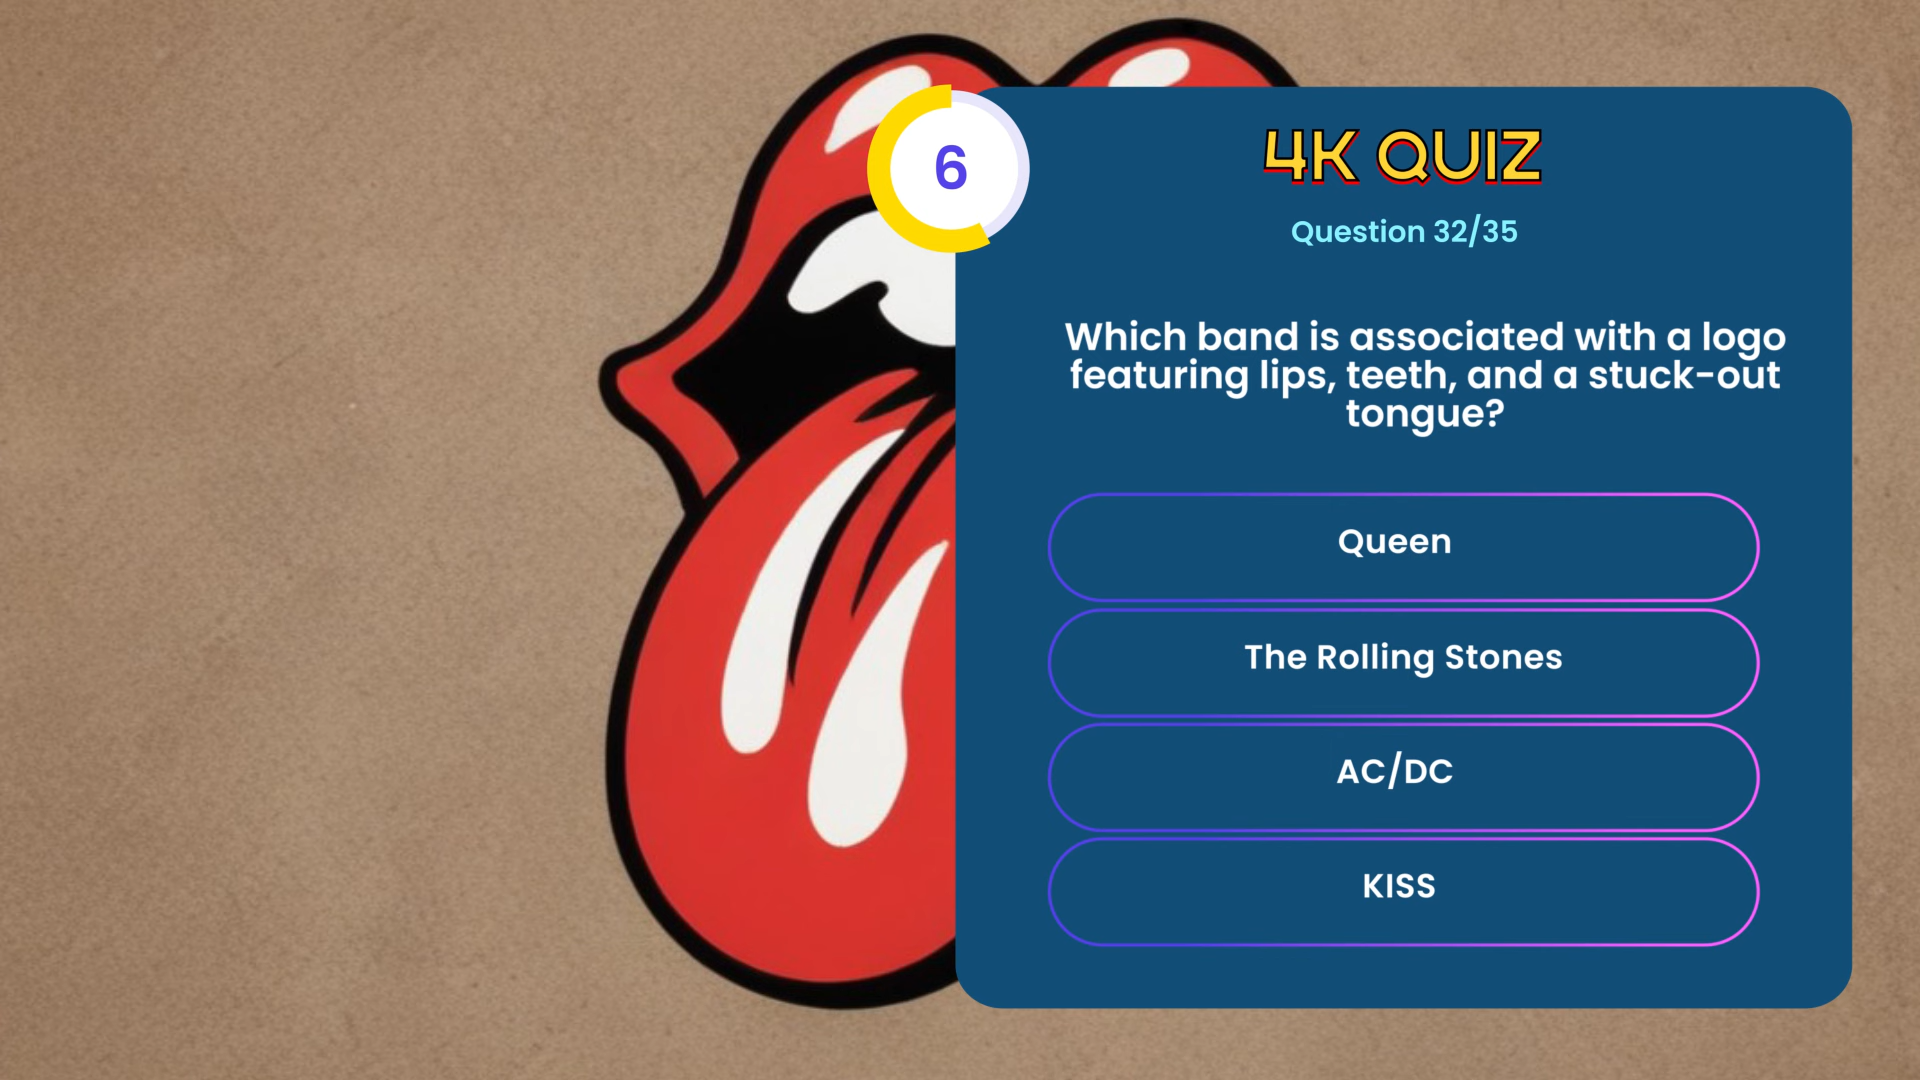 6
4K QUIZ
Question 32/35
Which band is associated with a logo
featuring lips, teeth, and a stuck-out
tongue?
Queen
The Rolling Stones
AC/DC
KISS